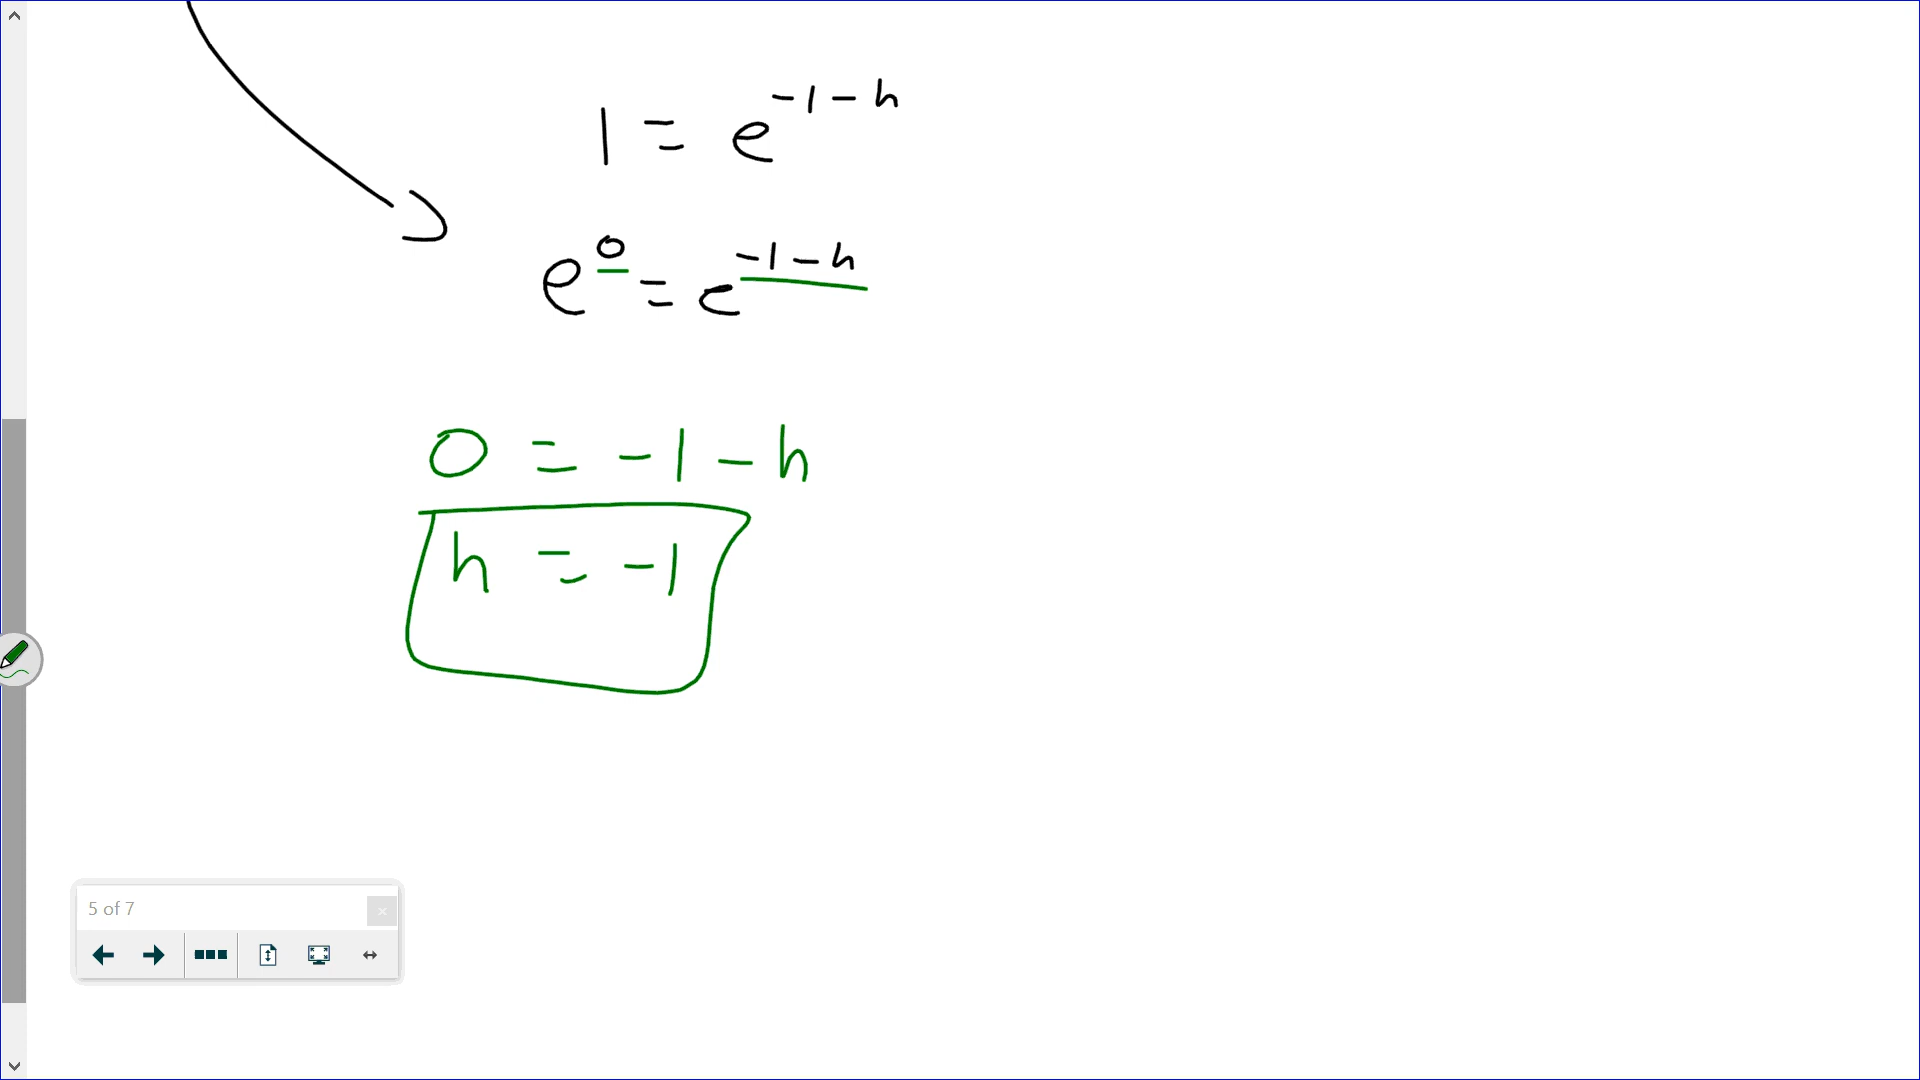 1 = e^{-1-h}
e^{0} = e^{-1-h}
0 = -1 - h
h = -1
5 of 7